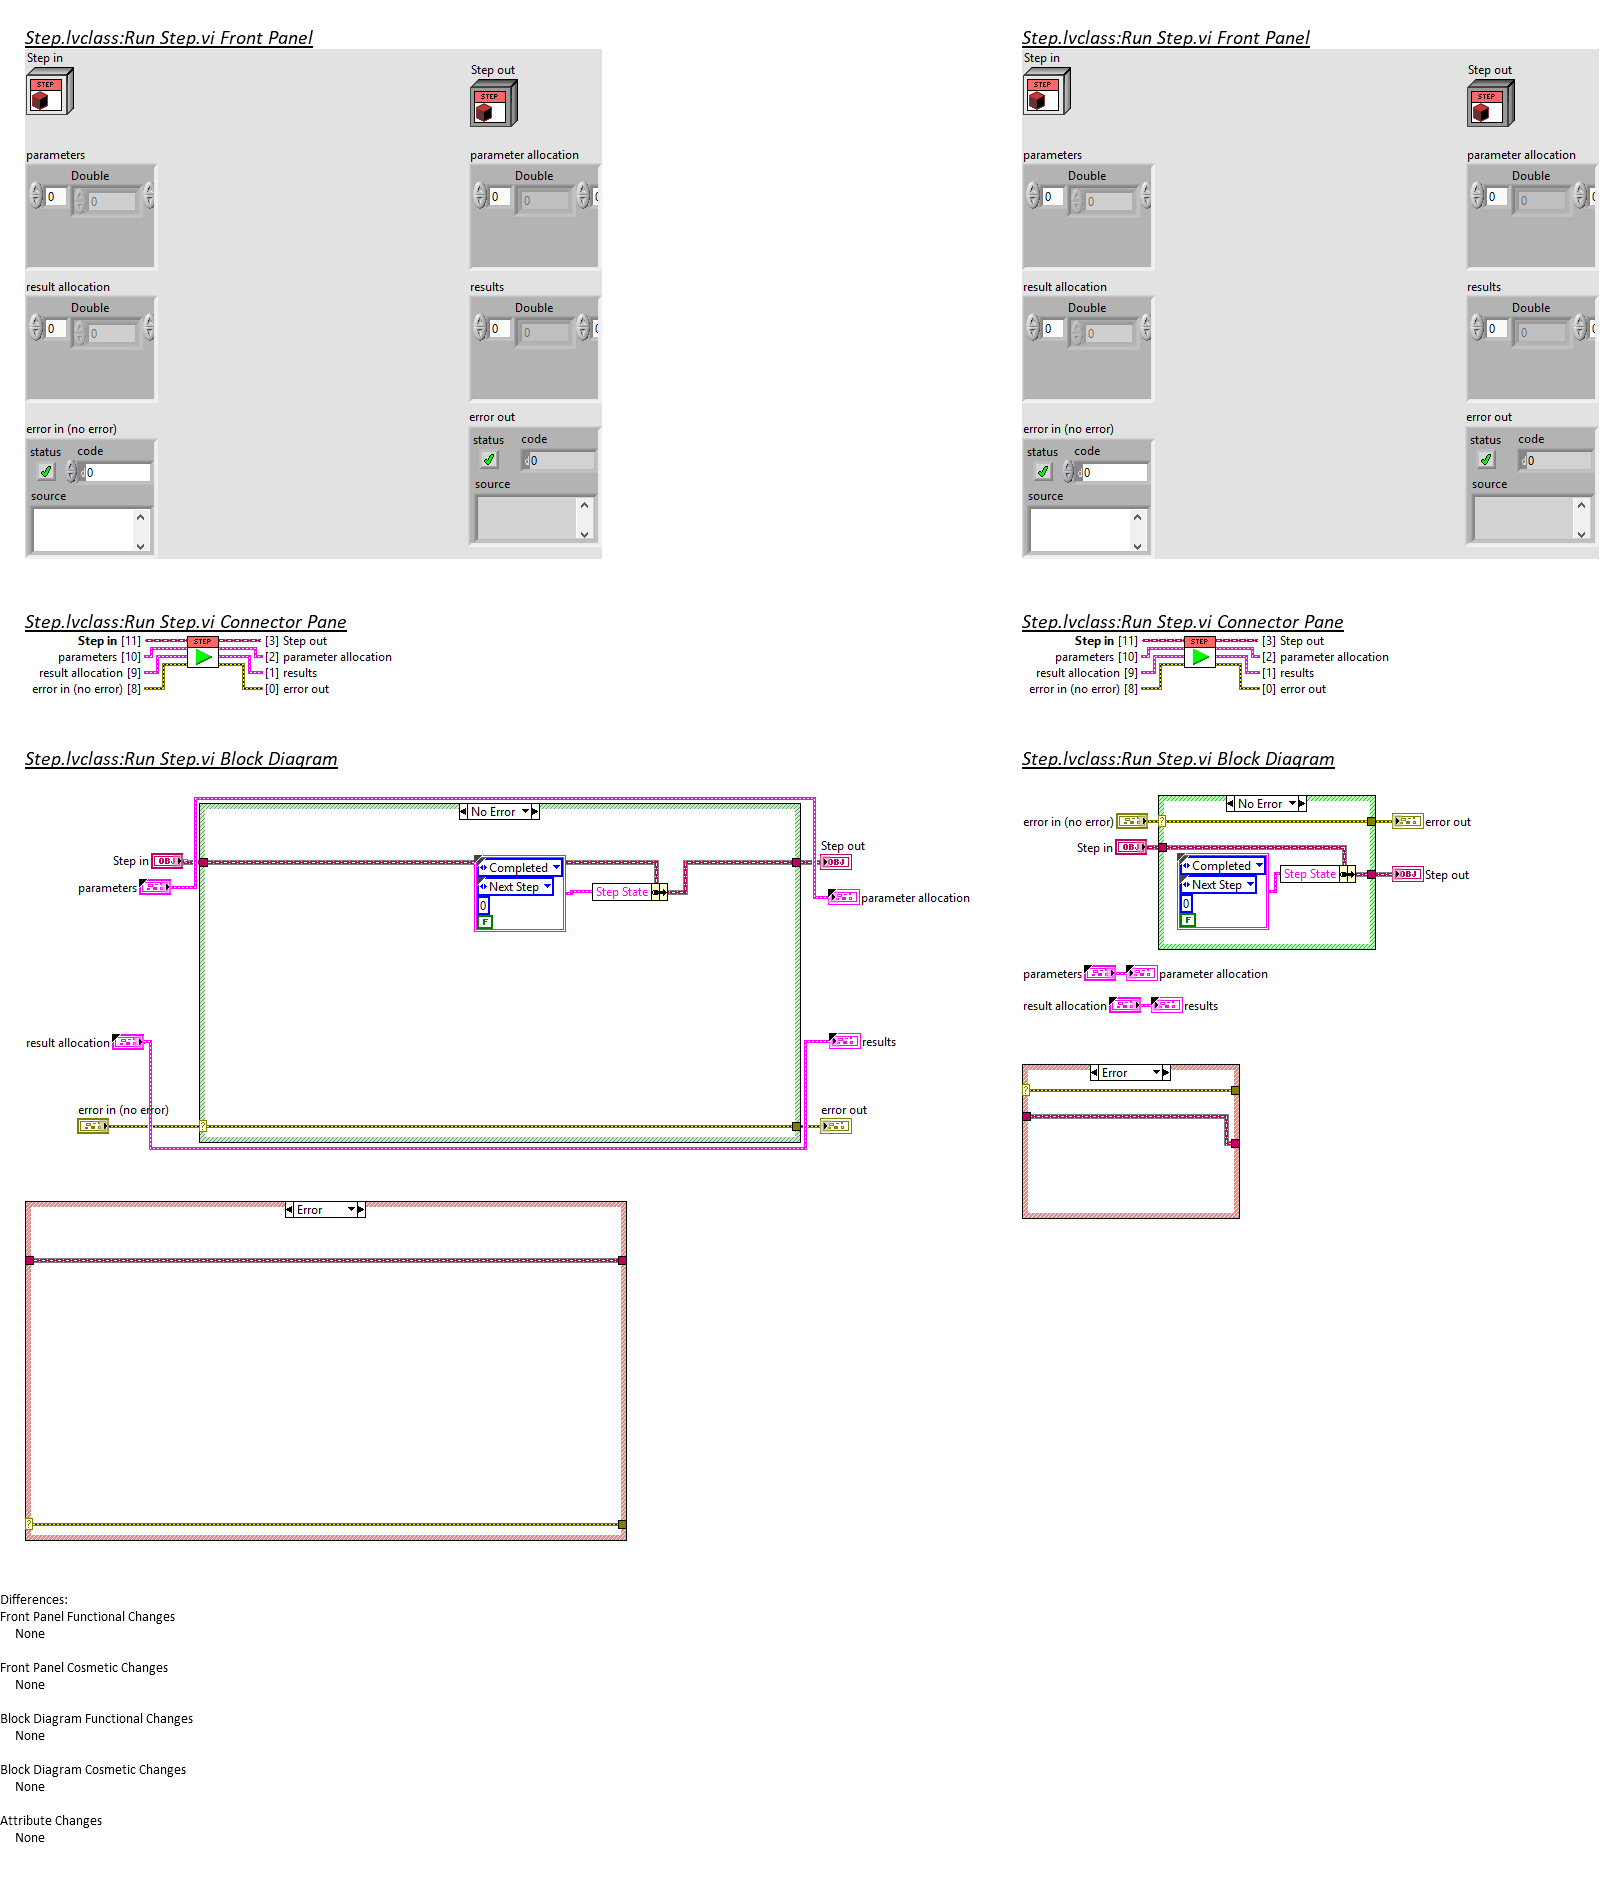 Step.lvclass:Run Step.vi Front Panel
Step in
STEP
Step out
STEP
parameters
Double
0
0
parameter allocation
Double
0
0
result allocation
Double
0
0
results
Double
0
0
error in (no error)
status
code
d
0
source
error out
status
code
d
0
source
Step.lvclass:Run Step.vi Front Panel
Step in
STEP
Step out
STEP
parameters
Double
0
0
parameter allocation
Double
0
0
result allocation
Double
0
0
results
Double
0
0
error in (no error)
status
code
d
0
source
error out
status
code
d
0
source
Step.lvclass:Run Step.vi Connector Pane
Step in [11]
parameters [10]
result allocation [9]
error in (no error) [8]
STEP
[3] Step out
[2] parameter allocation
[1] results
[0] error out
Step.lvclass:Run Step.vi Connector Pane
Step in [11]
parameters [10]
result allocation [9]
error in (no error) [8]
STEP
[3] Step out
[2] parameter allocation
[1] results
[0] error out
Step.lvclass:Run Step.vi Block Diagram
No Error
Step in
OBJ
parameters
Completed
Next Step
0
F
Step State
Step out
OBJ
parameter allocation
result allocation
results
error in (no error)
?
error out
Error
?
Step.lvclass:Run Step.vi Block Diagram
No Error
error in (no error)
?
error out
Step in
OBJ
Completed
Next Step
0
F
Step State
OBJ
Step out
parameters
parameter allocation
result allocation
results
Error
?
Differences:
Front Panel Functional Changes
None
Front Panel Cosmetic Changes
None
Block Diagram Functional Changes
None
Block Diagram Cosmetic Changes
None
Attribute Changes
None